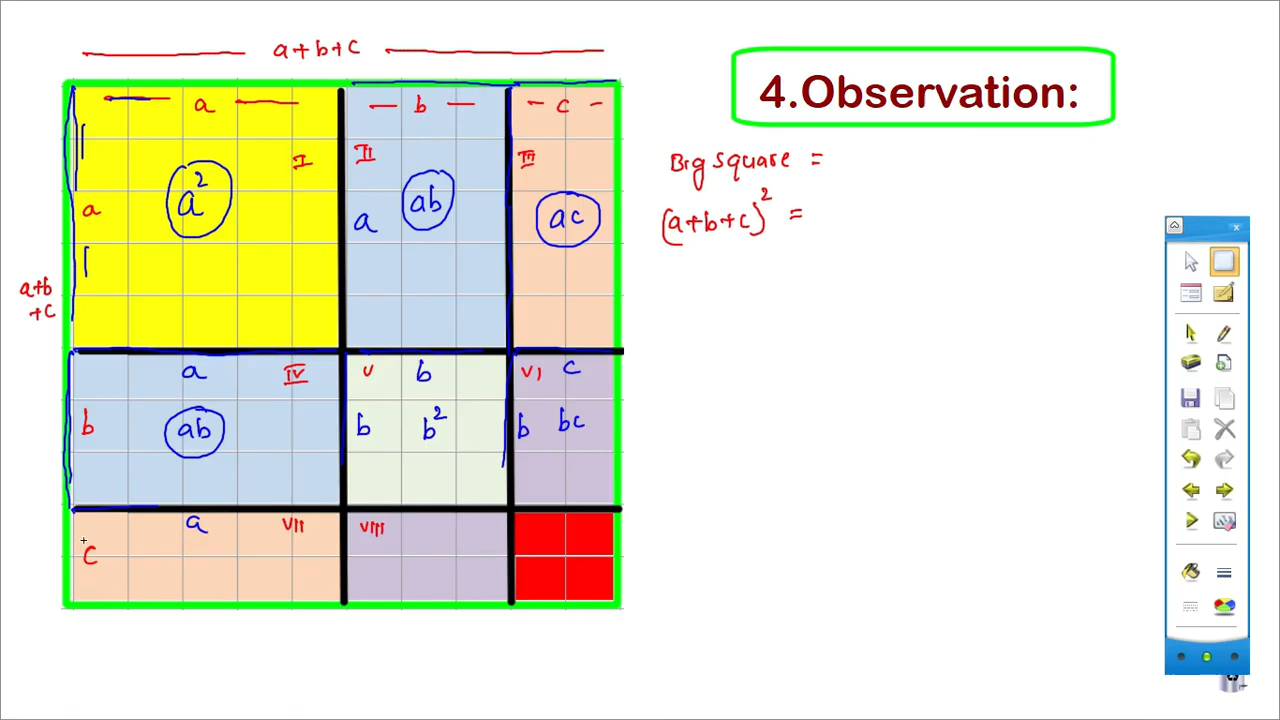 a+b+c
4.Observation:
a b c
I II III
Big square =
a a² a ab ac
(a+b+c)² =
a+b
+c
a IV V b VI c
b ab b b² b bc
a VII VIII
c